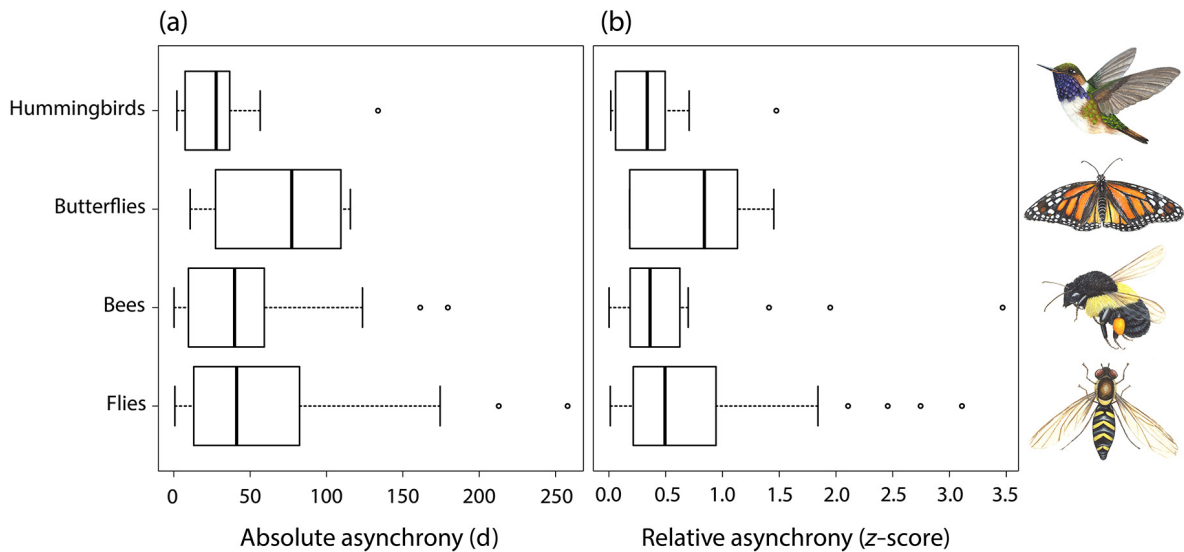 (a) (b)
Hummingbirds
Butterflies
Bees
Flies
0 50 100 150 200 250 0.0 0.5 1.0 1.5 2.0 2.5 3.0 3.5
Absolute asynchrony (d) Relative asynchrony (z-score)